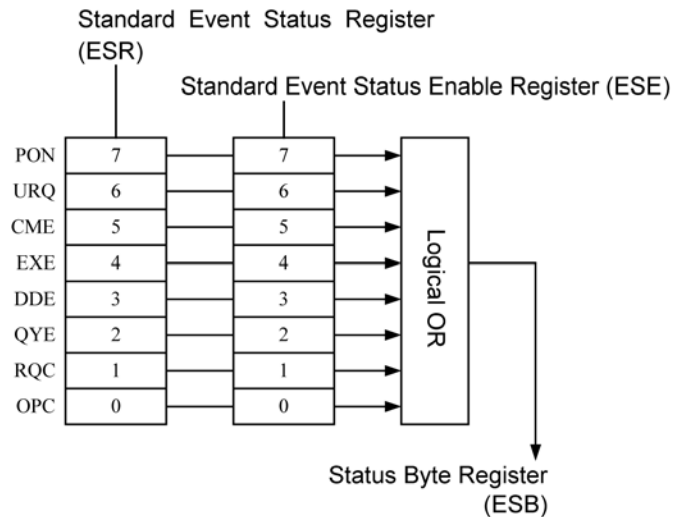 Standard Event Status Register
(ESR)
Standard Event Status Enable Register (ESE)
PON 7 7
URQ 6 6
CME 5 5
EXE 4 4
DDE 3 3
QYE 2 2
RQC 1 1
OPC 0 0
Logical OR
Status Byte Register
(ESB)